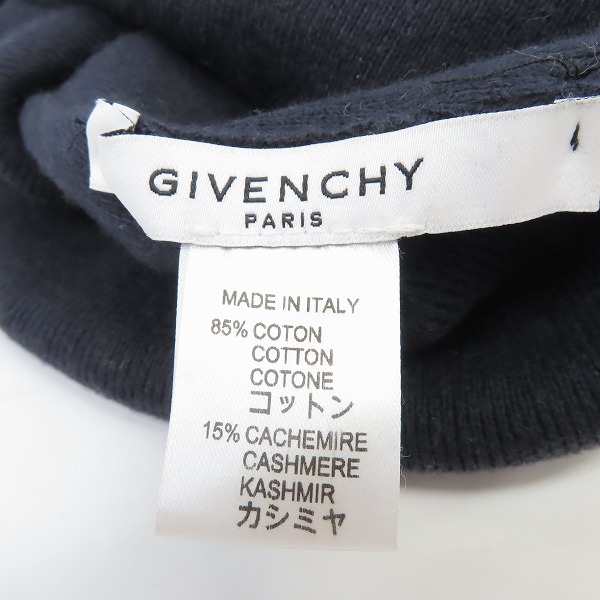 GIVENCHY
PARIS
MADE IN ITALY
85% COTON
COTTON
COTONE
コットン
15% CACHEMIRE
CASHMERE
KASHMIR
カシミヤ